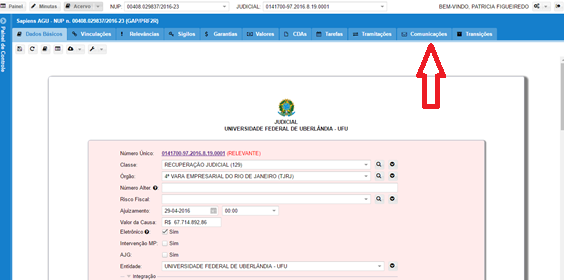 Painel Minutas Acervo NUP: 00408.029837/2016-23 JUDICIAL: 0141700-97.2016.8.19.0001 BEM-VINDO, PATRICIA FIGUEIREDO
Sapiens AGU - NUP n. 00408.029837/2016-23 (GAP/PRF2R)
Dados Básicos Vinculações Relevâncias Sigilos Garantias Valores CDAs Tarefas Tramitações Comunicações Transições
Painel de Controle
JUDICIAL
UNIVERSIDADE FEDERAL DE UBERLÂNDIA - UFU
Número Único: 0141700-97.2016.8.19.0001 (RELEVANTE)
Classe: RECUPERAÇÃO JUDICIAL (129)
Órgão: 4ª VARA EMPRESARIAL DO RIO DE JANEIRO (TJRJ)
Número Alter.
Risco Fiscal:
Ajuizamento: 29-04-2016 00:00
Valor da Causa: R$ 67.714.892,86
Eletrônico Sim
Intervenção MP: Sim
AJG: Sim
Entidade: UNIVERSIDADE FEDERAL DE UBERLÂNDIA - UFU
Integração